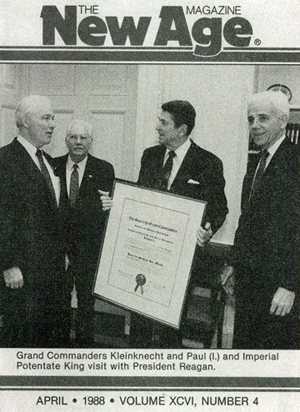 THE
MAGAZINE
New Age®
Grand Commanders Kleinknecht and Paul (l.) and Imperial
Potentate King visit with President Reagan.
APRIL • 1988 • VOLUME XCVI, NUMBER 4